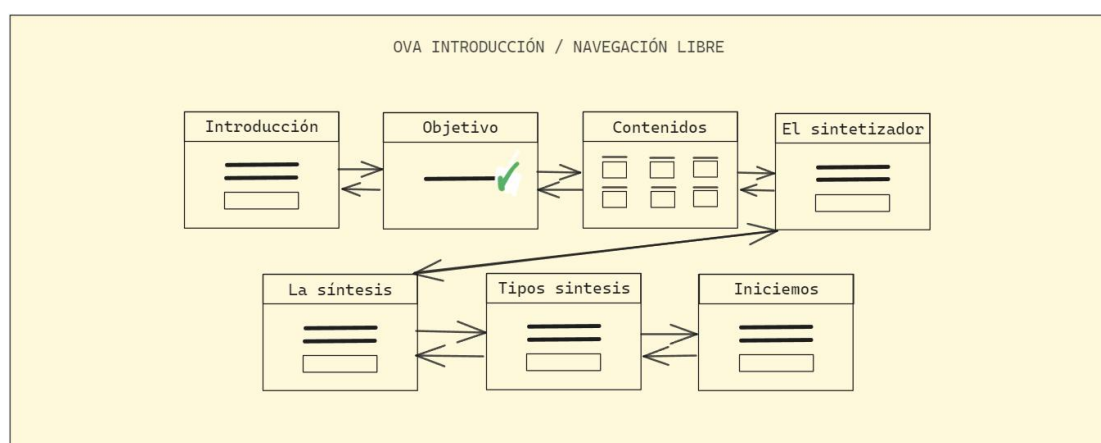 OVA INTRODUCCIÓN / NAVEGACIÓN LIBRE
Introducción
Objetivo
Contenidos
El sintetizador
La síntesis
Tipos sintesis
Iniciemos